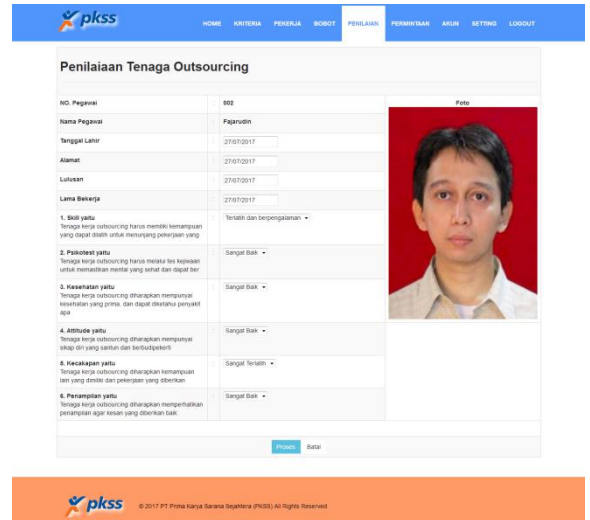 pkss
HOME KRITERIA PEKERJA BOBOT PENILAIAN PERMINTAAN AKUN SETTING LOGOUT
Penilaiaan Tenaga Outsourcing
NO. Pegawai : 002 Foto
Nama Pegawai : Fajarudin
Tanggal Lahir : 27/07/2017
Alamat : 27/07/2017
Lulusan : 27/07/2017
Lama Bekerja : 27/07/2017
1. Skill yaitu : Terlatih dan berpengalaman
Tenaga kerja outsourcing harus memiliki kemampuan
yang dapat dilatih untuk menunjang pekerjaan yang
2. Psikotest yaitu : Sangat Baik
Tenaga kerja outsourcing harus melalui tes kejiwaan
untuk memastikan mental yang sehat dan dapat ber
3. Kesehatan yaitu : Sangat Baik
Tenaga kerja outsourcing diharapkan mempunyai
kesehatan yang prima. dan dapat diketahui penyakit
apa
4. Attitude yaitu : Sangat Baik
Tenaga kerja outsourcing diharapkan mempunyai
sikap diri yang santun dan berbudipekerti
5. Kecakapan yaitu : Sangat Terlatih
Tenaga kerja outsourcing diharapkan kemampuan
lain yang dimiliki dari pekerjaan yang diberikan
6. Penampilan yaitu : Sangat Baik
Tenaga kerja outsourcing diharapkan memperhatikan
penampilan agar kesan yang diberikan baik
Proses Batal
pkss © 2017 PT Prima Karya Sarana Sejahtera (PKSS) All Rights Reserved